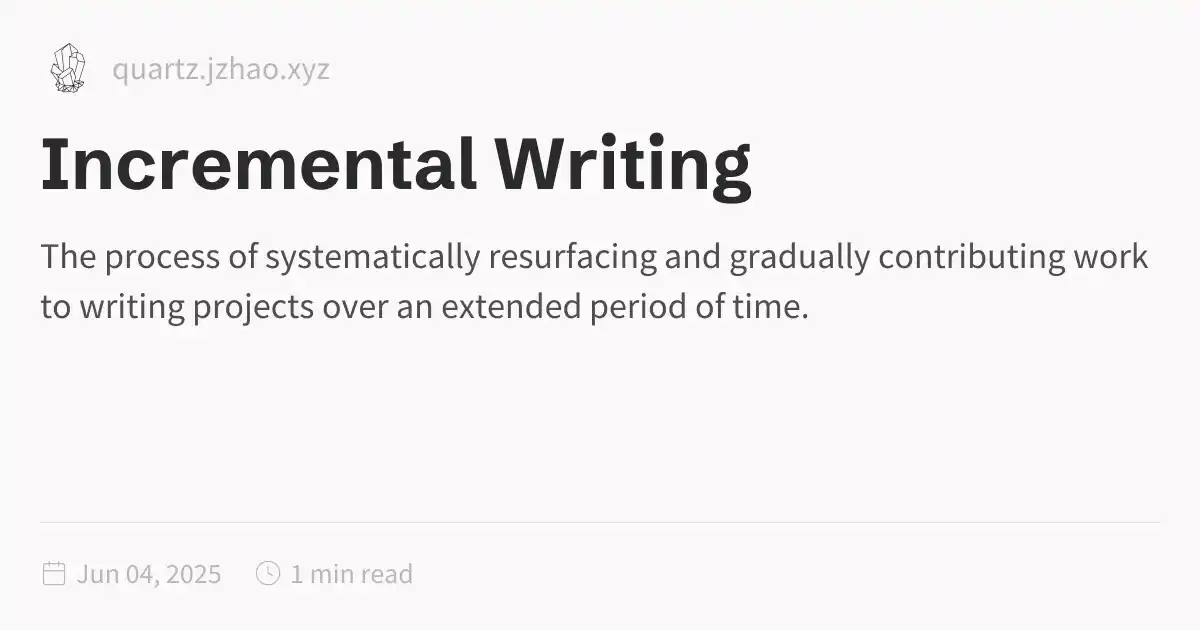 quartz.jzhao.xyz
Incremental Writing
The process of systematically resurfacing and gradually contributing work
to writing projects over an extended period of time.
Jun 04, 2025 1 min read